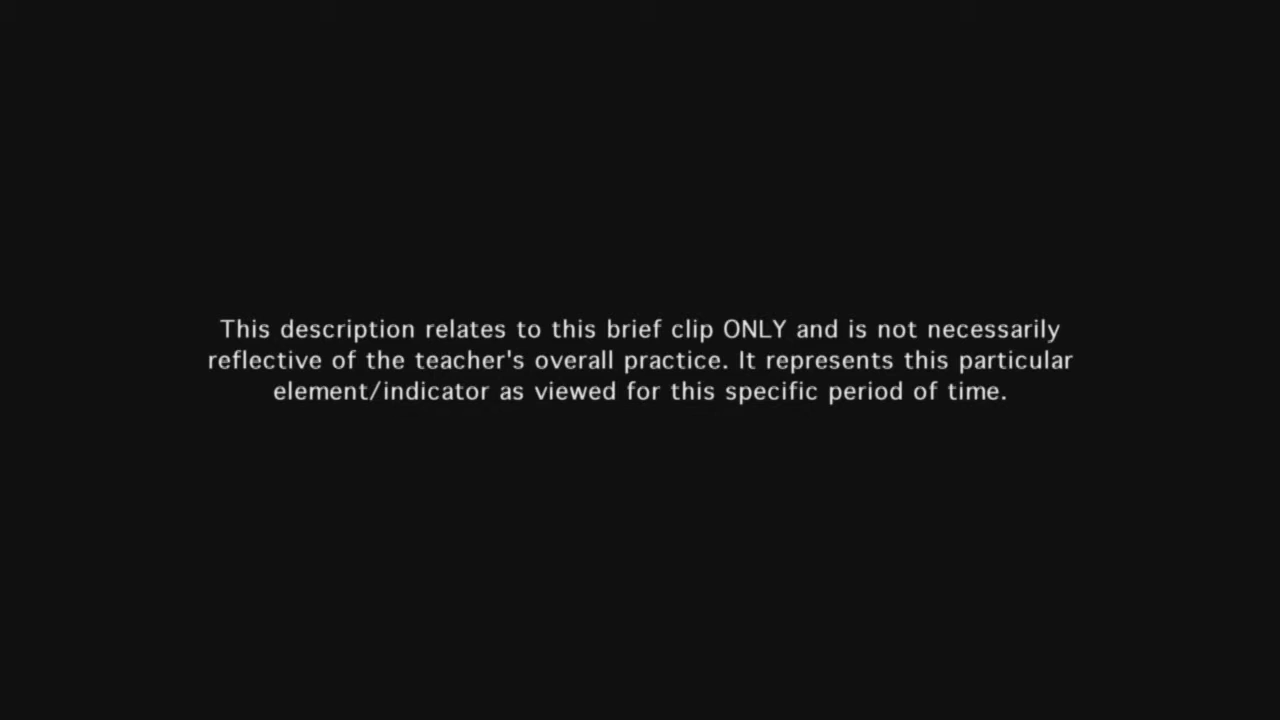 This description relates to this brief clip ONLY and is not necessarily
reflective of the teacher's overall practice. It represents this particular
element/indicator as viewed for this specific period of time.